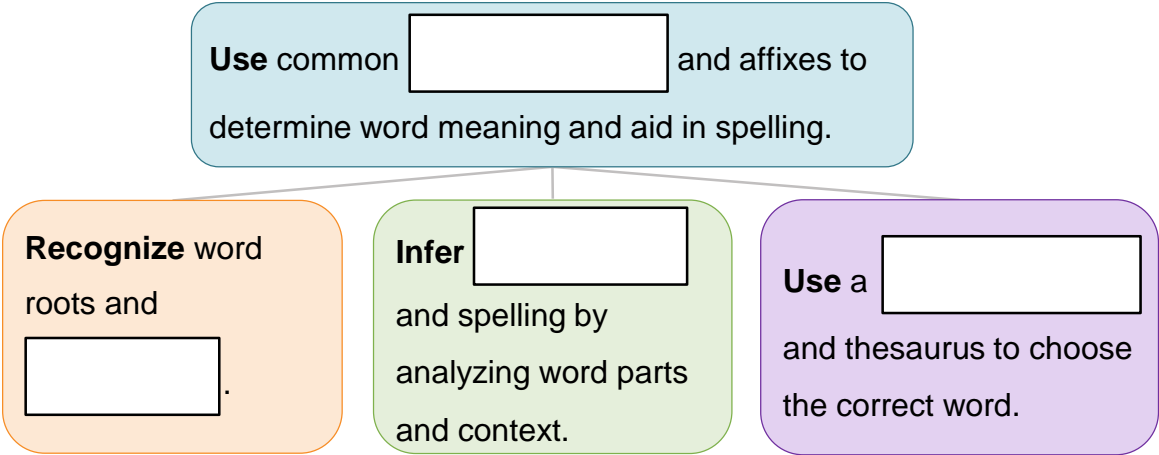 Use common and affixes to
determine word meaning and aid in spelling.
Recognize word
roots and
.
Infer
and spelling by
analyzing word parts
and context.
Use a
and thesaurus to choose
the correct word.